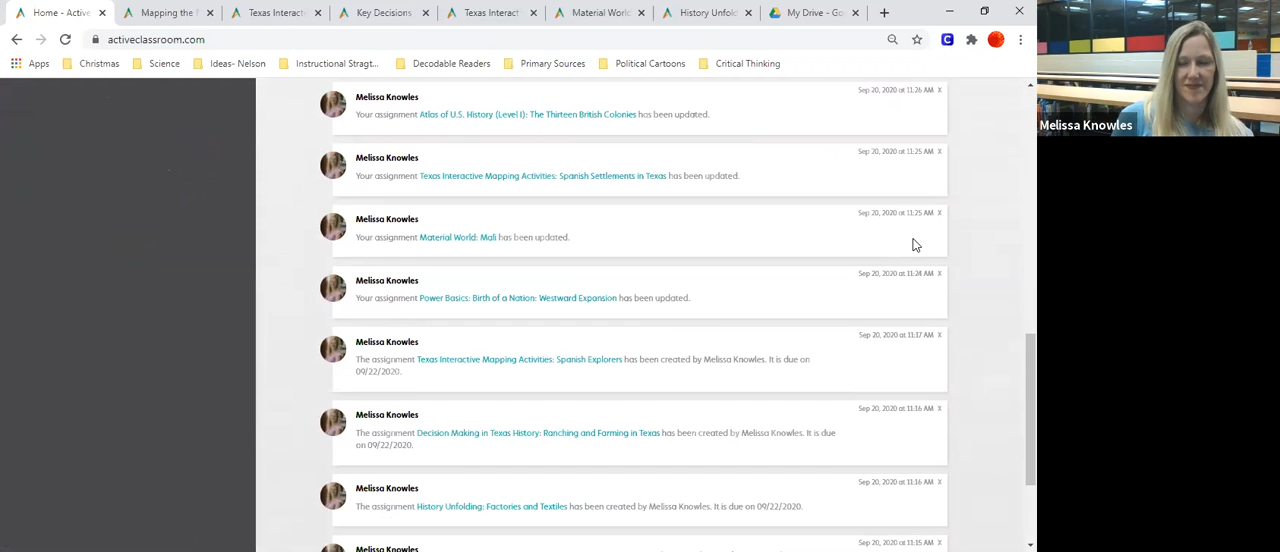 Home - Active
Mapping the
Texas Interac
Key Decisions
Texas Interac
Material Worl
History Unfol
My Drive - Go
activeclassroom.com
Apps
Christmas
Science
Ideas- Nelson
Instruction Stragt...
Decodable Readers
Primary Sources
Political Cartoons
Critical Thinking
Melissa Knowles
Sep 20, 2020 at 11:26 AM X
Your assignment Atlas of U.S. History (Level I): The Thirteen British Colonies has been updated.
Melissa Knowles
Sep 20, 2020 at 11:25 AM X
Your assignment Texas Interactive Mapping Activities: Spanish Settlements in Texas has been updated.
Melissa Knowles
Sep 20, 2020 at 11:25 AM X
Your assignment Material World: Mali has been updated.
Melissa Knowles
Sep 20, 2020 at 11:24 AM X
Your assignment Power Basics: Birth of a Nation: Westward Expansion has been updated.
Melissa Knowles
Sep 20, 2020 at 11:17 AM X
The assignment Texas Interactive Mapping Activities: Spanish Explorers has been created by Melissa Knowles. It is due on
09/22/2020.
Melissa Knowles
Sep 20, 2020 at 11:16 AM X
The assignment Decision Making in Texas History: Ranching and Farming in Texas has been created by Melissa Knowles. It is due
on 09/22/2020.
Melissa Knowles
Sep 20, 2020 at 11:16 AM X
The assignment History Unfolding: Factories and Textiles has been created by Melissa Knowles. It is due on 09/22/2020.
Melissa Knowles
Sep 20, 2020 at 11:15 AM X
Melissa Knowles